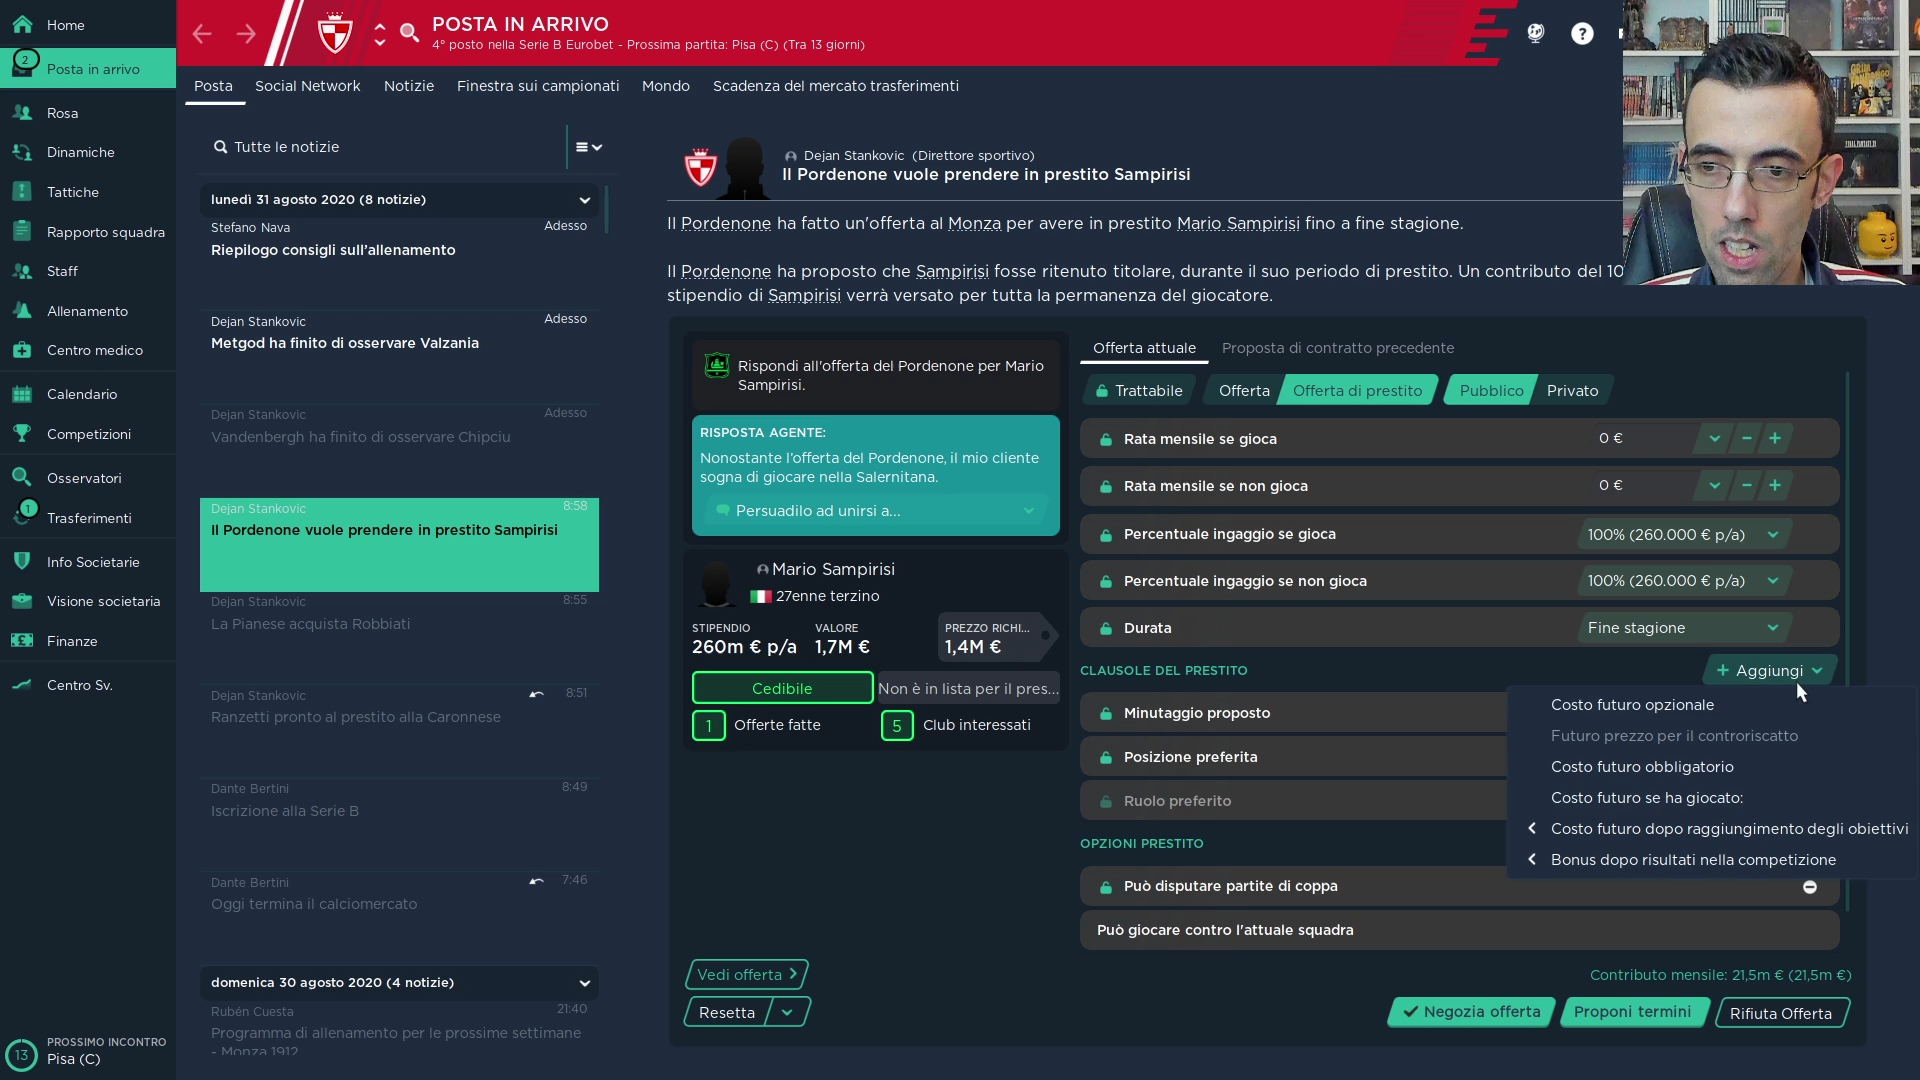 Home
2
Posta in arrivo
Rosa
Dinamiche
Tattiche
Rapporto squadra
Staff
Allenamento
Centro medico
Calendario
Competizioni
Osservatori
1
Trasferimenti
Info Societarie
Visione societaria
Finanze
Centro Sv.
13
PROSSIMO INCONTRO
Pisa (C)
POSTA IN ARRIVO
4° posto nella Serie B Eurobet - Prossima partita: Pisa (C) (Tra 13 giorni)
?
Posta
Social Network
Notizie
Finestra sui campionati
Mondo
Scadenza del mercato trasferimenti
Tutte le notizie
lunedì 31 agosto 2020 (8 notizie)
Stefano Nava
Adesso
Riepilogo consigli sull'allenamento
Dejan Stankovic
Adesso
Metgod ha finito di osservare Valzania
Dejan Stankovic
Adesso
Vandenbergh ha finito di osservare Chipciu
Dejan Stankovic
8:58
Il Pordenone vuole prendere in prestito Sampirisi
Dejan Stankovic
8:55
La Pianese acquista Robbiati
Dejan Stankovic
8:51
Ranzetti pronto al prestito alla Caronnese
Dante Bertini
8:49
Iscrizione alla Serie B
Dante Bertini
7:46
Oggi termina il calciomercato
domenica 30 agosto 2020 (4 notizie)
Rubén Cuesta
21:40
Programma di allenamento per le prossime settimane
- Monza 1912
Dejan Stankovic (Direttore sportivo)
Il Pordenone vuole prendere in prestito Sampirisi
Il Pordenone ha fatto un'offerta al Monza per avere in prestito Mario Sampirisi fino a fine stagione.
Il Pordenone ha proposto che Sampirisi fosse ritenuto titolare, durante il suo periodo di prestito. Un contributo del 10
stipendio di Sampirisi verrà versato per tutta la permanenza del giocatore.
Rispondi all'offerta del Pordenone per Mario
Sampirisi.
RISPOSTA AGENTE:
Nonostante l'offerta del Pordenone, il mio cliente
sogna di giocare nella Salernitana.
Persuadilo ad unirsi a...
Mario Sampirisi
27enne terzino
STIPENDIO
VALORE
PREZZO RICHI...
260m € p/a
1,7M €
1,4M €
Cedibile
Non è in lista per il pres...
1
Offerte fatte
5
Club interessati
Vedi offerta
Resetta
Offerta attuale
Proposta di contratto precedente
Trattabile
Offerta
Offerta di prestito
Pubblico
Privato
Rata mensile se gioca
0 €
Rata mensile se non gioca
0 €
Percentuale ingaggio se gioca
100% (260.000 € p/a)
Percentuale ingaggio se non gioca
100% (260.000 € p/a)
Durata
Fine stagione
CLAUSOLE DEL PRESTITO
Aggiungi
Minutaggio proposto
Posizione preferita
Ruolo preferito
Costo futuro opzionale
Futuro prezzo per il controriscatto
Costo futuro obbligatorio
Costo futuro se ha giocato:
Costo futuro dopo raggiungimento degli obiettivi
Bonus dopo risultati nella competizione
OPZIONI PRESTITO
Può disputare partite di coppa
Può giocare contro l'attuale squadra
Contributo mensile: 21,5m € (21,5m €)
Negozia offerta
Proponi termini
Rifiuta Offerta
GRIM
FANDANGO